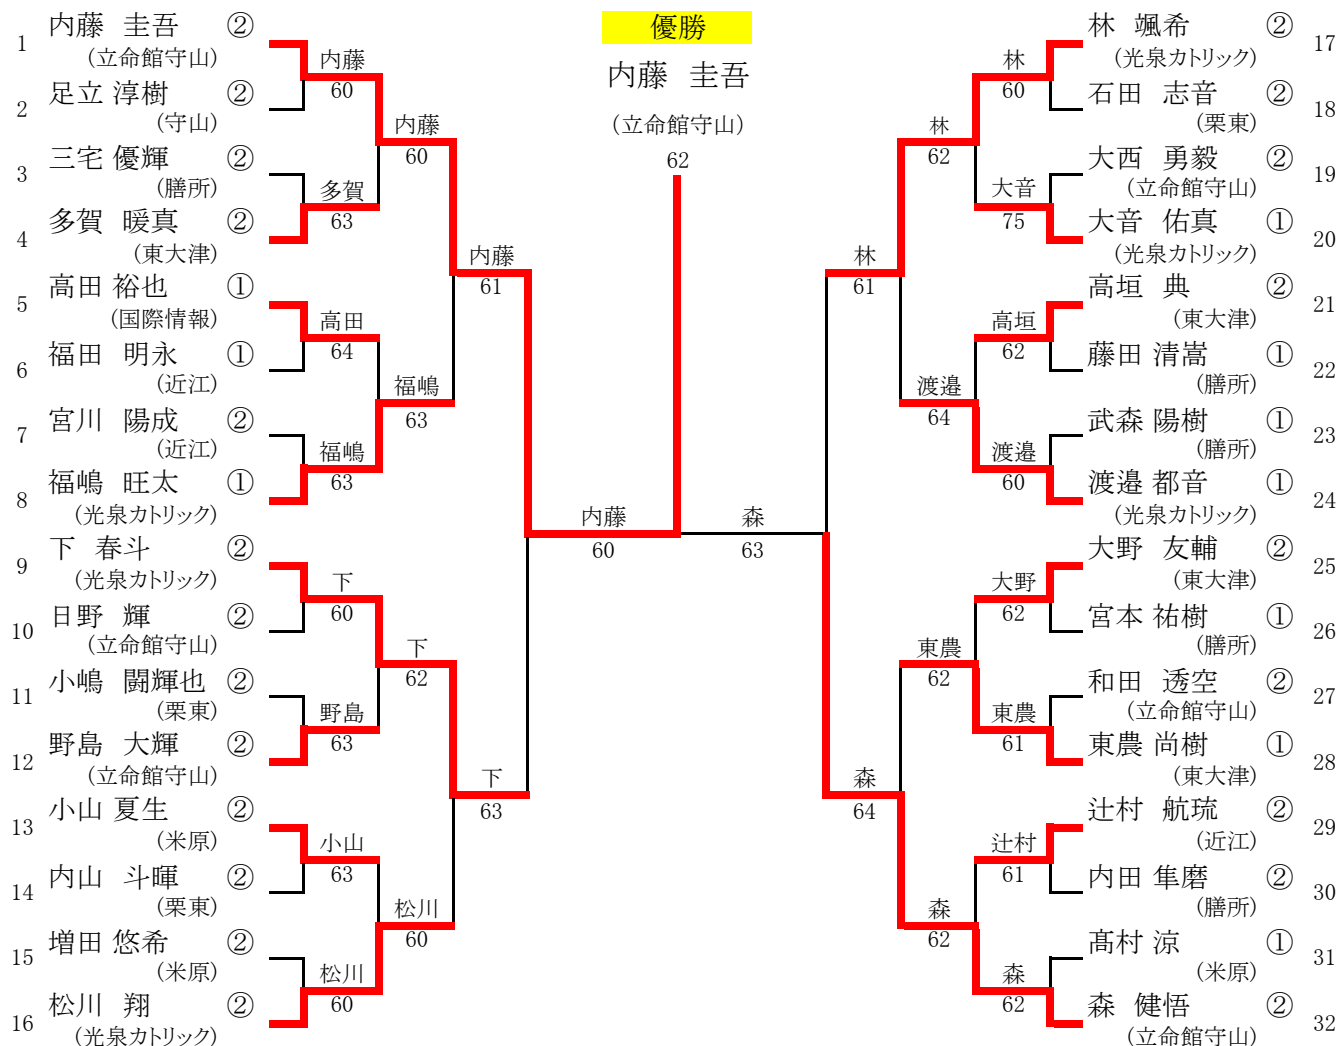 優勝
内藤 圭吾
(立命館守山)
62
1 内藤 圭吾 ②
(立命館守山)
2 足立 淳樹 ②
(守山)
3 三宅 優輝 ②
(膳所)
4 多賀 暖真 ②
(東大津)
5 高田 裕也 ①
(国際情報)
6 福田 明永 ①
(近江)
7 宮川 陽成 ②
(近江)
8 福嶋 旺太 ①
(光泉カトリック)
9 下 春斗 ②
(光泉カトリック)
10 日野 輝 ②
(立命館守山)
11 小嶋 闘輝也 ②
(栗東)
12 野島 大輝 ②
(立命館守山)
13 小山 夏生 ②
(米原)
14 内山 斗暉 ②
(栗東)
15 増田 悠希 ②
(米原)
16 松川 翔 ②
(光泉カトリック)
内藤
60
多賀
63
高田
64
福嶋
63
下
60
野島
63
小山
63
松川
60
内藤
60
福嶋
63
下
62
松川
60
内藤
61
下
63
内藤
60
森
63
林
61
森
64
林
62
渡邉
64
東農
62
森
62
林
60
大音
75
高垣
62
渡邉
60
大野
62
東農
61
辻村
61
森
62
林 颯希 ② 17
(光泉カトリック)
石田 志音 ② 18
(栗東)
大西 勇毅 ② 19
(立命館守山)
大音 佑真 ① 20
(光泉カトリック)
高垣 典 ② 21
(東大津)
藤田 清嵩 ① 22
(膳所)
武森 陽樹 ① 23
(膳所)
渡邉 都音 ① 24
(光泉カトリック)
大野 友輔 ② 25
(東大津)
宮本 祐樹 ① 26
(膳所)
和田 透空 ② 27
(立命館守山)
東農 尚樹 ① 28
(東大津)
辻村 航琉 ② 29
(近江)
内田 隼磨 ② 30
(膳所)
髙村 涼 ① 31
(米原)
森 健悟 ② 32
(立命館守山)